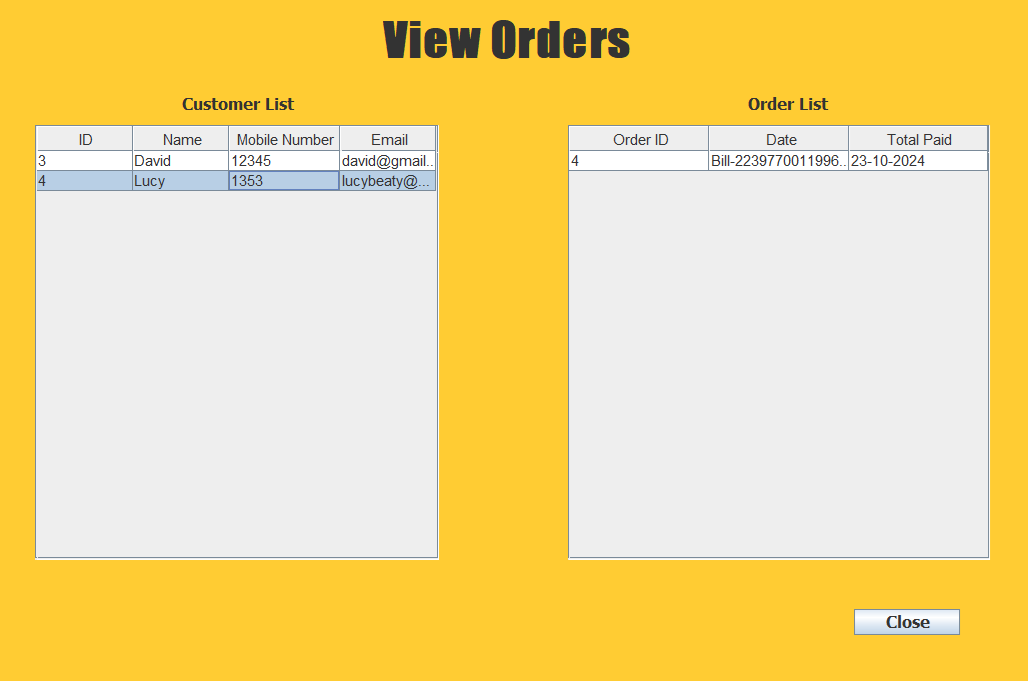 View Orders
Customer List
ID Name Mobile Number Email
3 David 12345 david@gmail..
4 Lucy 1353 lucybeaty@...
Order List
Order ID Date Total Paid
4 Bill-2239770011996.. 23-10-2024
Close